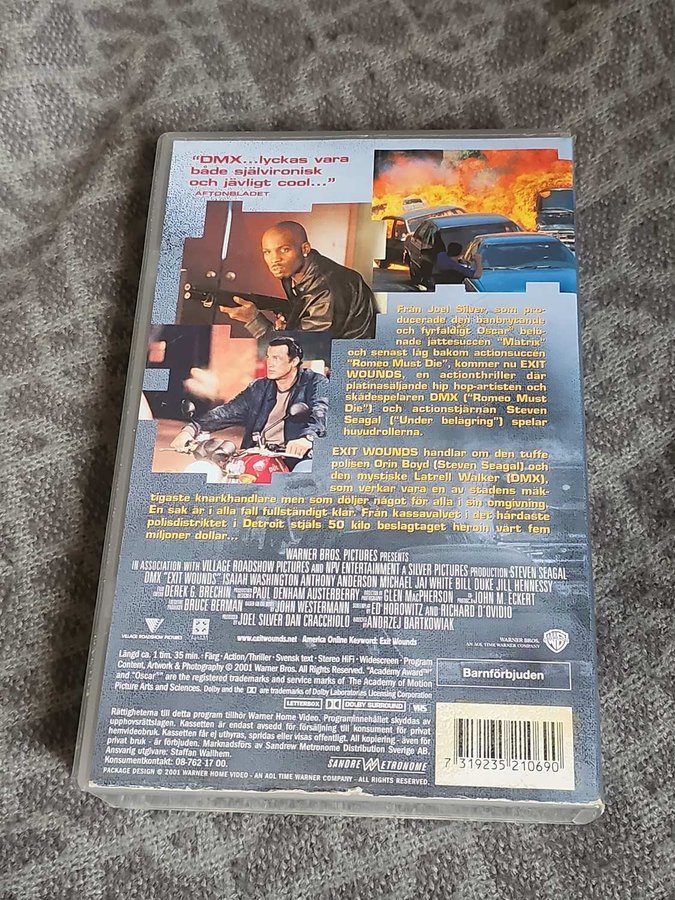 “DMX...lyckas vara
både självironisk
och jävligt cool...”
AFTONBLADET
Från Joel Silver, som pro-
ducerade den banbrytande
och fyrfaldigt Oscar® belö-
nade jättesuccén ”Matrix”
och senast låg bakom actionsuccén
”Romeo Must Die”, kommer nu EXIT
WOUNDS, en actionthriller där
platinasäljande hip hop-artisten och
skådespelaren DMX (”Romeo Must
Die”) och actionstjärnan Steven
Seagal (”Under belägring”) spelar
huvudrollerna.
EXIT WOUNDS handlar om den tuffe
polisen Orin Boyd (Steven Seagal) och
den mystiske Latrell Walker (DMX),
som verkar vara en av stadens mäk-
tigaste knarkhandlare men som döljer något för alla i sin omgivning.
En sak är i alla fall fullständigt klar. Från kassavalvet i det hårdaste
polisdistriktet i Detroit stjäls 50 kilo beslagtaget heroin värt fem
miljoner dollar...
WARNER BROS. PICTURES PRESENTS
IN ASSOCIATION WITH VILLAGE ROADSHOW PICTURES AND NPV ENTERTAINMENT A SILVER PICTURES PRODUCTION STEVEN SEAGAL
DMX "EXIT WOUNDS" ISAIAH WASHINGTON ANTHONY ANDERSON MICHAEL JAI WHITE BILL DUKE JILL HENNESSY
DEREK G. BRECHIN PAUL DENHAM AUSTERBERRY GLEN MacPHERSON JOHN M. ECKERT
BRUCE BERMAN JOHN WESTERMANN ED HOROWITZ AND RICHARD D'OVIDIO
JOEL SILVER DAN CRACCHIOLO ANDRZEJ BARTKOWIAK
VILLAGE ROADSHOW PICTURES
www.exitwounds.net America Online Keyword: Exit Wounds
WARNER BROS.
AN AOL TIME WARNER COMPANY
WB
Längd ca. 1 tim. 35 min. · Färg · Action/Thriller · Svensk text · Stereo HiFi · Widescreen · Program
Content, Artwork & Photography © 2001 Warner Bros. "Academy Award®"
and "Oscar®" are the registered trademarks and service marks of The Academy of Motion
Picture Arts and Sciences. Dolby and the DD are trademarks of Dolby Laboratories Licensing Corporation
Barnförbjuden
LETTERBOX DOLBY SURROUND VHS
Rättigheterna till detta program tillhör Warner Home Video. Programinnehållet skyddas av
upphovsrättslagen. Kassetten är endast avsedd för försäljning till konsument för privat
hemvideobruk. Kassetten får ej uthyras, spridas eller visas offentligt. All kopiering - även för
privat bruk - är förbjuden. Marknadsförs av Sandrew Metronome Distribution Sverige AB.
Ansvarig utgivare: Staffan Wallhem.
Konsumentkontakt: 08-762 17 00.
PACKAGE DESIGN © 2001 WARNER HOME VIDEO - AN AOL TIME WARNER COMPANY - ALL RIGHTS RESERVED.
SANDREW METRONOME
7 319235 210690